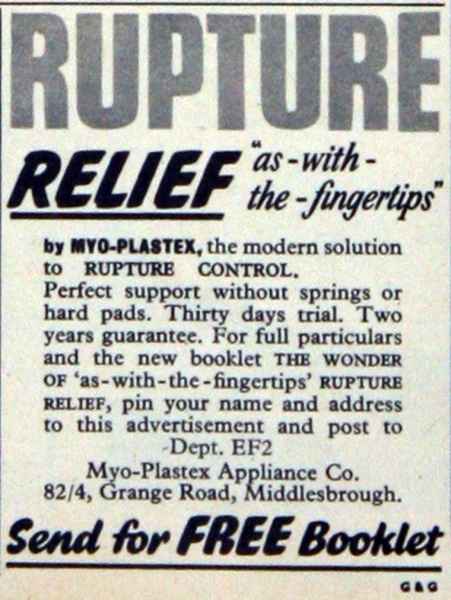 RUPTURE
RELIEF "as-with-
the-fingertips"
by MYO-PLASTEX, the modern solution
to RUPTURE CONTROL.
Perfect support without springs or
hard pads. Thirty days trial. Two
years guarantee. For full particulars
and the new booklet THE WONDER
OF 'as-with-the-fingertips' RUPTURE
RELIEF, pin your name and address
to this advertisement and post to
Dept. EF2
Myo-Plastex Appliance Co.
82/4, Grange Road, Middlesbrough.
Send for FREE Booklet
G & G